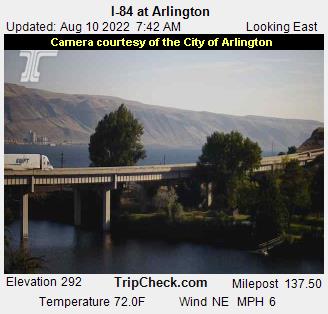 I-84 at Arlington
Updated: Aug 10 2022 7:42 AM Looking East
Camera courtesy of the City of Arlington
SWIFT
Elevation 292 TripCheck.com Milepost 137.50
Temperature 72.0F Wind NE MPH 6